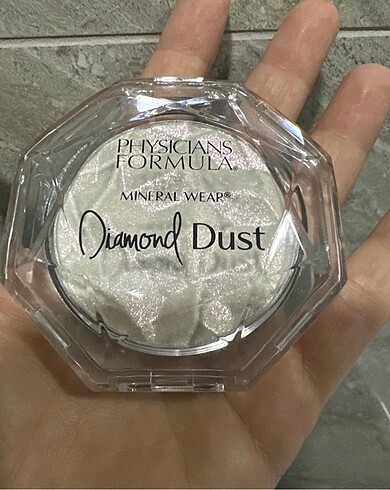 PHYSICIANS
FORMULA®
MINERAL WEAR®
Diamond Dust